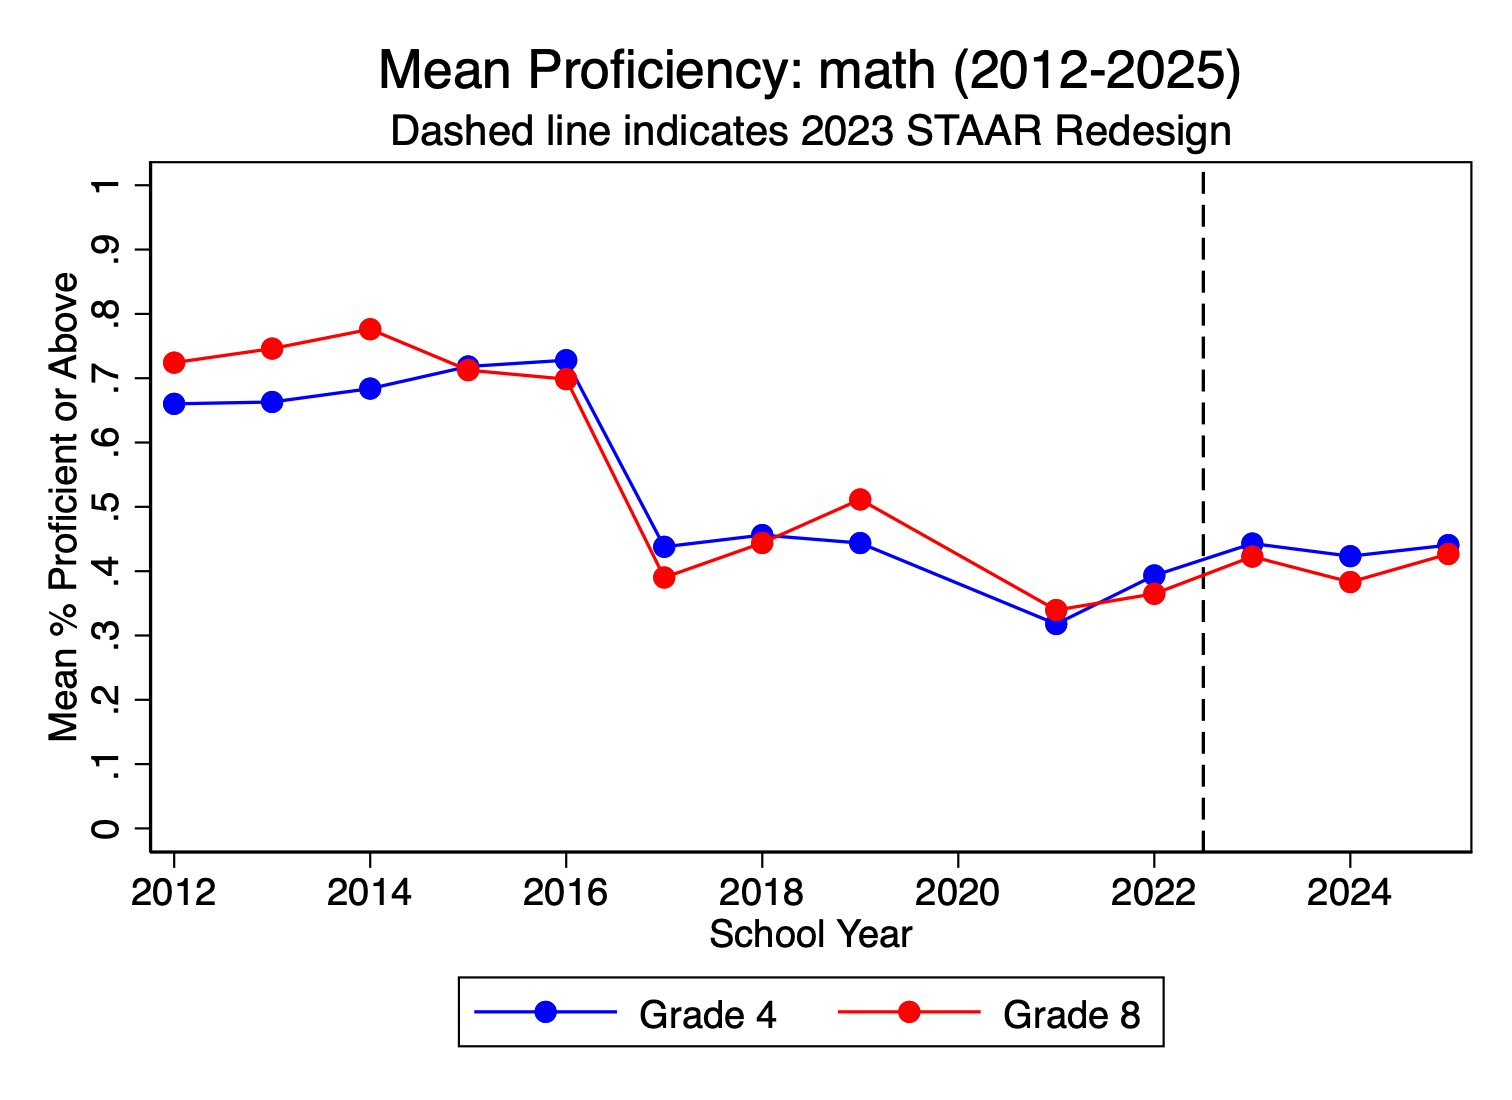 Mean Proficiency: math (2012-2025)
Dashed line indicates 2023 STAAR Redesign
Mean % Proficient or Above
1
.9
.8
.7
.6
.5
.4
.3
.2
.1
0
2012 2014 2016 2018 2020 2022 2024
School Year
Grade 4 Grade 8